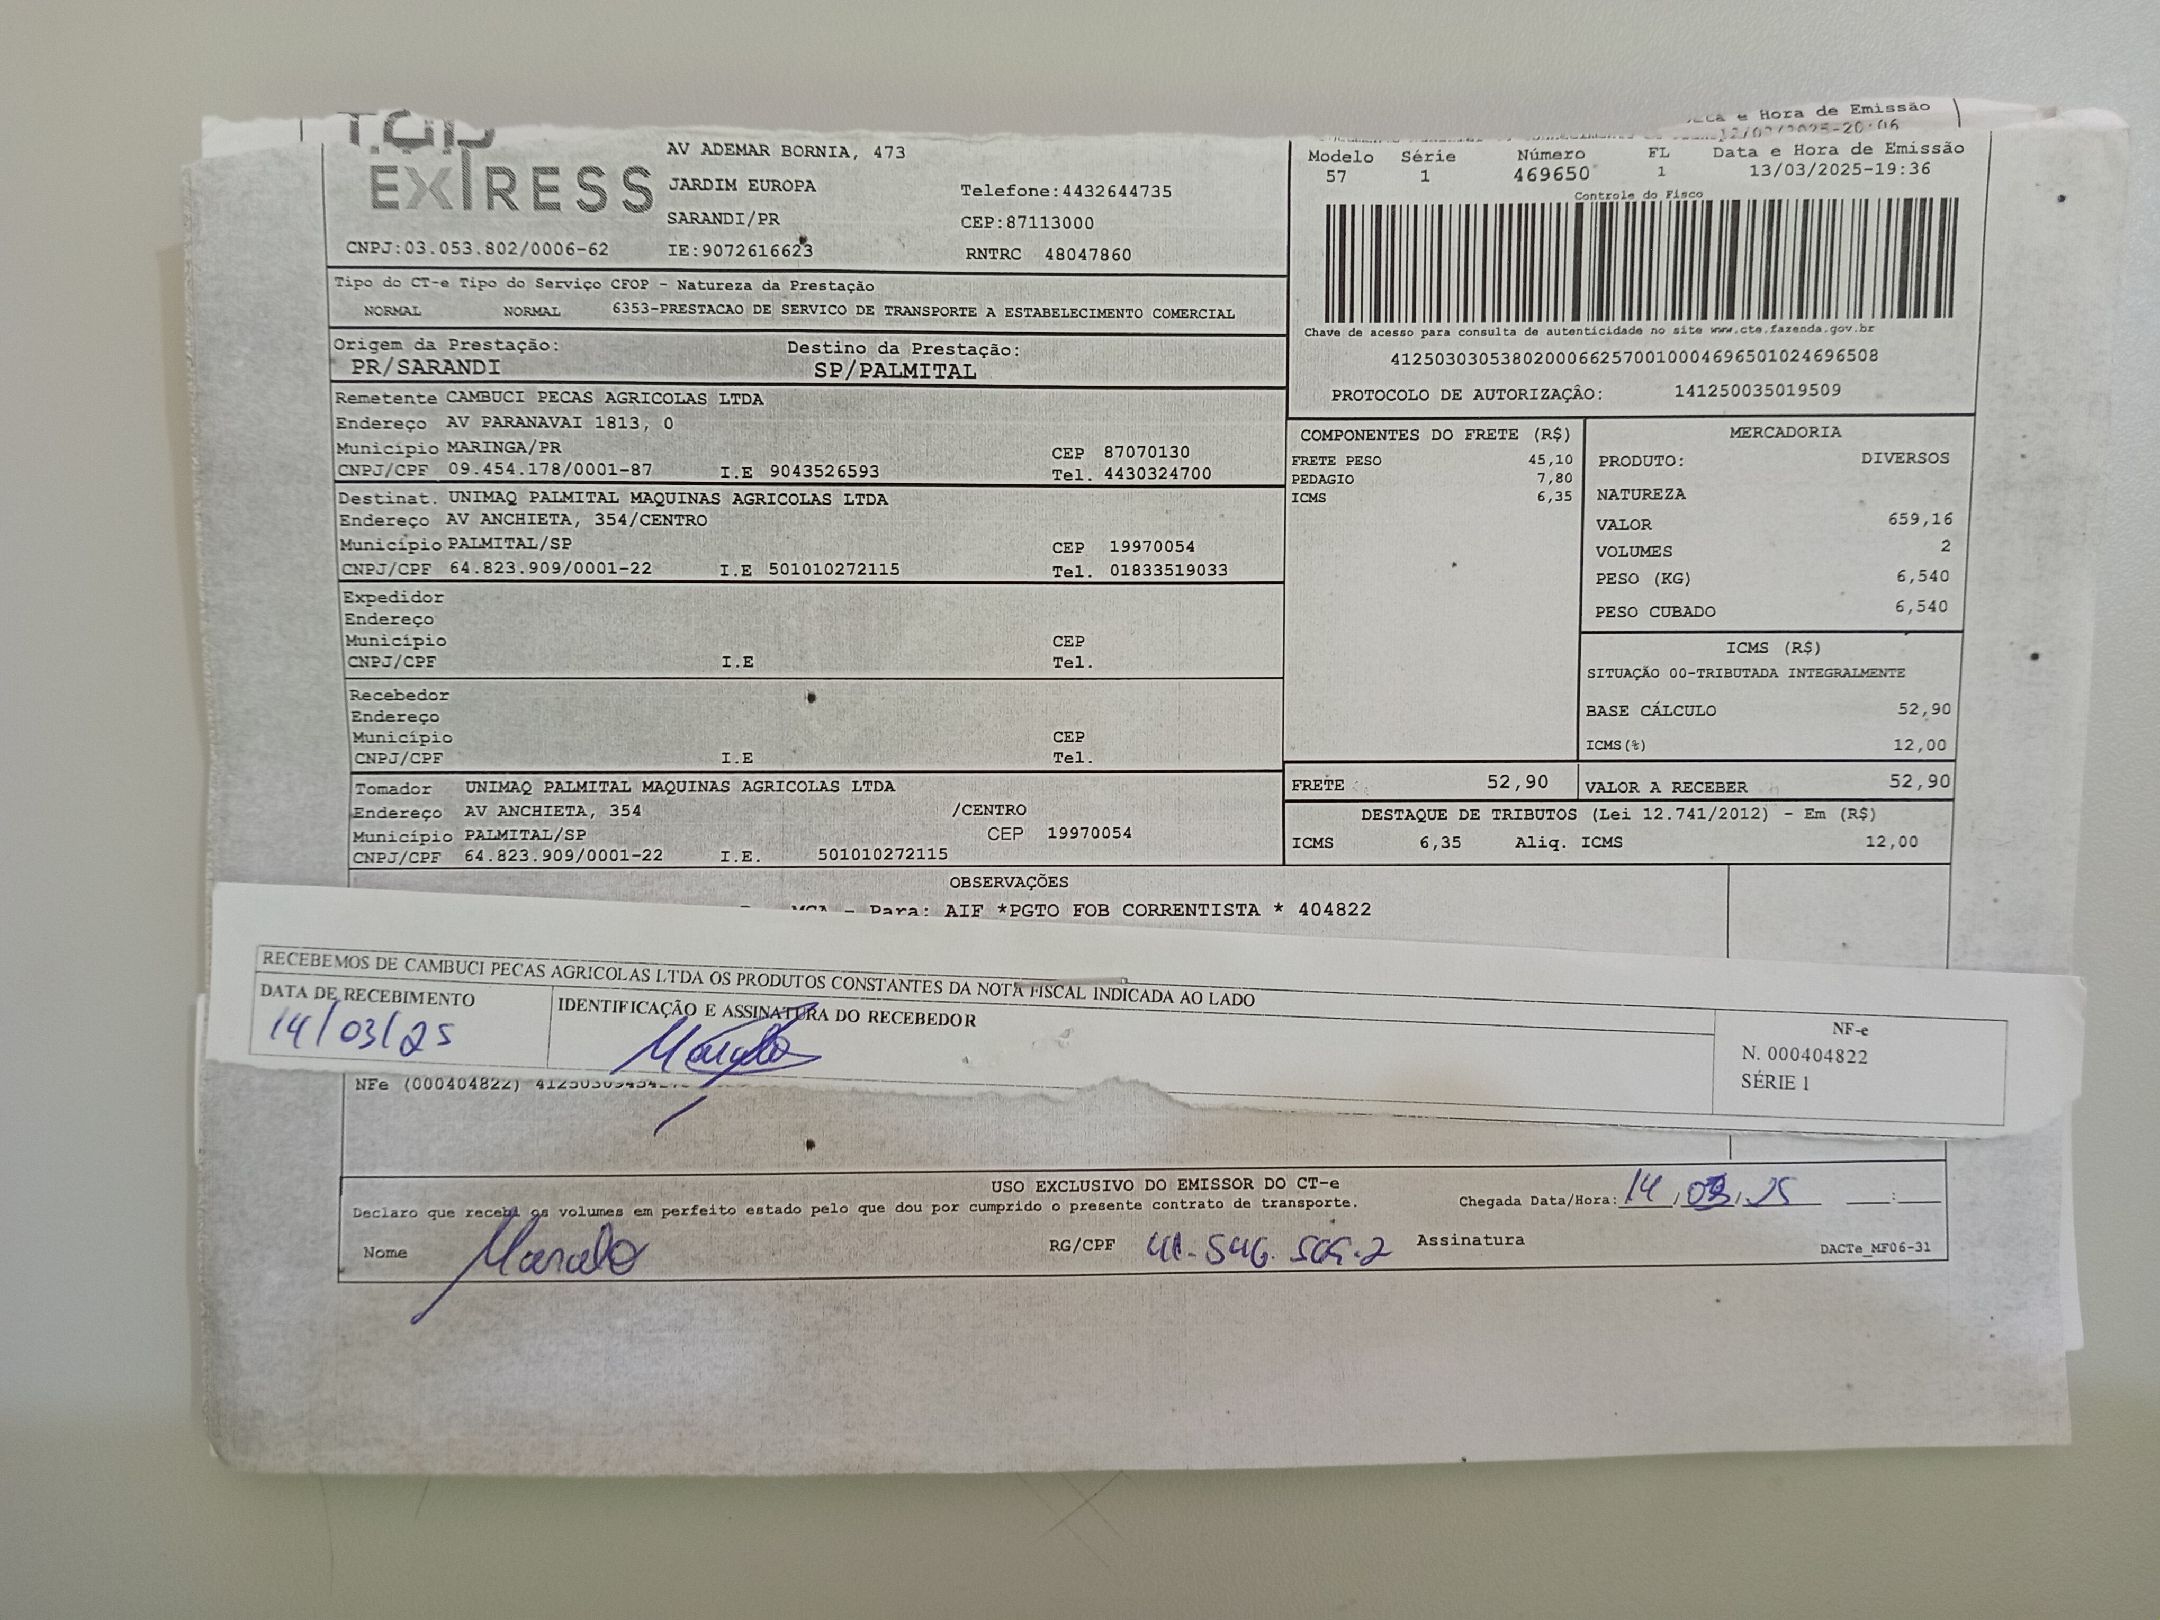 Hora de Emissão
EXPRESS
AV ADEMAR BORNIA, 473
JARDIM EUROPA
Telefone:4432644735
SARANDI/PR
CEP:87113000
CNPJ:03.053.802/0006-62
IE:9072616623
RNTRC 48047860
Modelo Série Número FL Data e Hora de Emissão
57 1 469650 1 13/03/2025-19:36
Controle do Fisco
Chave de acesso para consulta de autenticidade no site www.cte.fazenda.gov.br
41250303053802000662570010004696501024696508
PROTOCOLO DE AUTORIZAÇÂO: 141250035019509
Tipo do CT-e Tipo do Serviço CFOP - Natureza da Prestação
NORMAL NORMAL 6353-PRESTACAO DE SERVICO DE TRANSPORTE A ESTABELECIMENTO COMERCIAL
Origem da Prestação: Destino da Prestação:
PR/SARANDI SP/PALMITAL
Remetente CAMBUCI PECAS AGRICOLAS LTDA
Endereço AV PARANAVAI 1813, 0
Município MARINGA/PR CEP 87070130
CNPJ/CPF 09.454.178/0001-87 I.E 9043526593 Tel. 4430324700
Destinat. UNIMAQ PALMITAL MAQUINAS AGRICOLAS LTDA
Endereço AV ANCHIETA, 354/CENTRO
Município PALMITAL/SP CEP 19970054
CNPJ/CPF 64.823.909/0001-22 I.E 501010272115 Tel. 01833519033
Expedidor
Endereço
Município CEP
CNPJ/CPF I.E Tel.
Recebedor
Endereço
Município CEP
CNPJ/CPF I.E Tel.
Tomador UNIMAQ PALMITAL MAQUINAS AGRICOLAS LTDA
Endereço AV ANCHIETA, 354 /CENTRO
Município PALMITAL/SP CEP 19970054
CNPJ/CPF 64.823.909/0001-22 I.E. 501010272115
COMPONENTES DO FRETE (R$)
FRETE PESO 45,10
PEDAGIO 7,80
ICMS 6,35
MERCADORIA
PRODUTO: DIVERSOS
NATUREZA
VALOR 659,16
VOLUMES 2
PESO (KG) 6,540
PESO CUBADO 6,540
ICMS (R$)
SITUAÇÃO 00-TRIBUTADA INTEGRALMENTE
BASE CÁLCULO 52,90
ICMS(%) 12,00
FRETE 52,90 VALOR A RECEBER 52,90
DESTAQUE DE TRIBUTOS (Lei 12.741/2012) - Em (R$)
ICMS 6,35 Aliq. ICMS 12,00
OBSERVAÇÕES
MGA - Para: AIF *PGTO FOB CORRENTISTA * 404822
RECEBEMOS DE CAMBUCI PECAS AGRICOLAS LTDA OS PRODUTOS CONSTANTES DA NOTA FISCAL INDICADA AO LADO
DATA DE RECEBIMENTO IDENTIFICAÇÃO E ASSINATURA DO RECEBEDOR
14/03/25
NF-e
N. 000404822
SÉRIE 1
NFe (000404822)
USO EXCLUSIVO DO EMISSOR DO CT-e
Declaro que recebi os volumes em perfeito estado pelo que dou por cumprido o presente contrato de transporte.
Chegada Data/Hora: 14/03/25 __:__
Nome RG/CPF Assinatura
DACTe_MF06-31